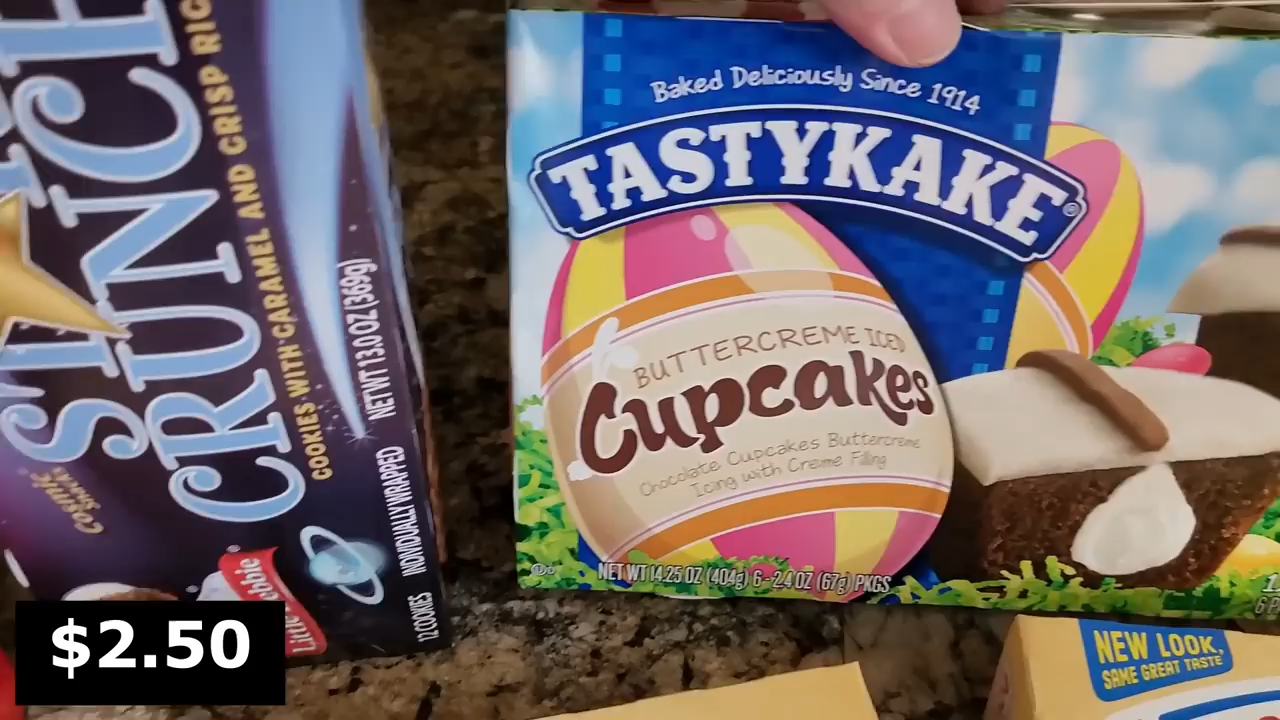 CRUNCH
COOKIES WITH CARAMEL AND CRISP RIC
NET WT 13.0 OZ (369g)
INDIVIDUALLY WRAPPED
12 COOKIES
Little
bbie
$2.50
Baked Deliciously Since 1914
TASTYKAKE®
BUTTERCREME ICED
Cupcakes
Chocolate Cupcakes Buttercreme
Icing with Creme Filling
NET WT 14.25 OZ (404g) 6 - 2.4 OZ (67g) PKGS
NEW LOOK,
SAME GREAT TASTE